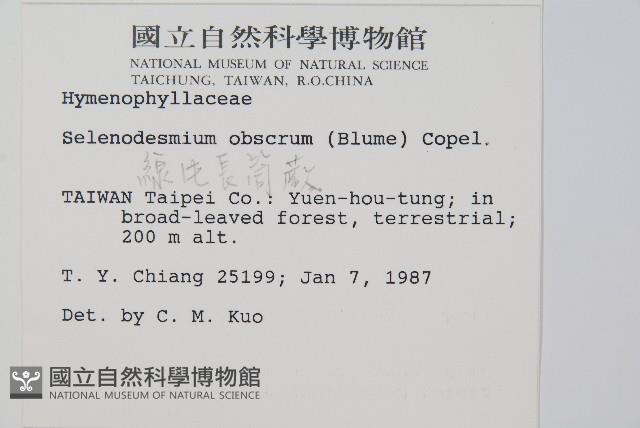 國立自然科學博物館
NATIONAL MUSEUM OF NATURAL SCIENCE
TAICHUNG, TAIWAN, R.O.CHINA
Hymenophyllaceae
Selenodesmium obscrum (Blume) Copel.
線片長筒蕨
TAIWAN Taipei Co.: Yuen-hou-tung; in
broad-leaved forest, terrestrial;
200 m alt.
T. Y. Chiang 25199; Jan 7, 1987
Det. by C. M. Kuo
國立自然科學博物館
NATIONAL MUSEUM OF NATURAL SCIENCE